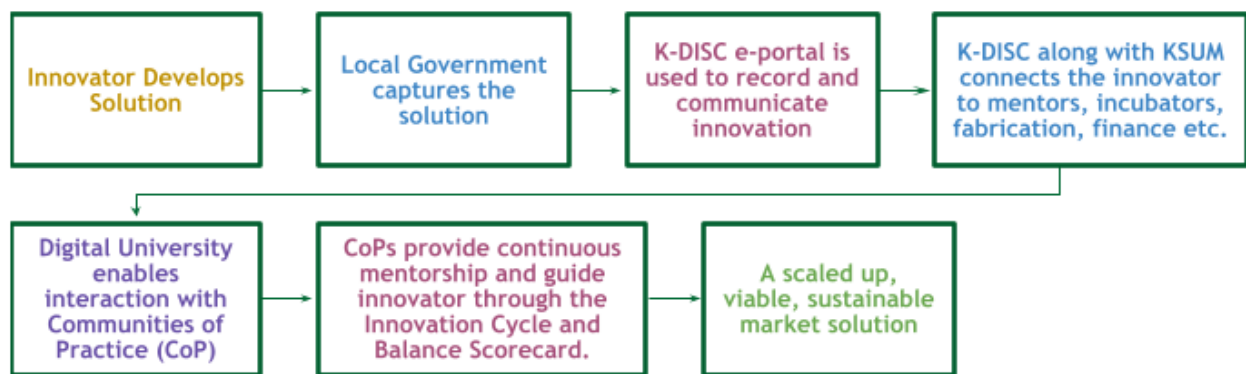 Innovator Develops
Solution
Local Government
captures the
solution
K-DISC e-portal is
used to record and
communicate
innovation
K-DISC along with KSUM
connects the innovator
to mentors, incubators,
fabrication, finance etc.
Digital University
enables
interaction with
Communities of
Practice (CoP)
CoPs provide continuous
mentorship and guide
innovator through the
Innovation Cycle and
Balance Scorecard.
A scaled up,
viable, sustainable
market solution